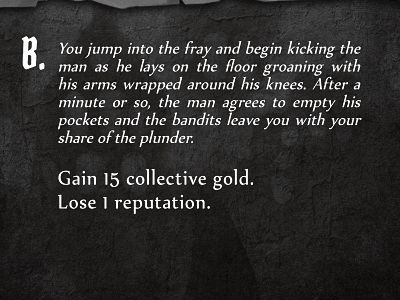 B. You jump into the fray and begin kicking the
man as he lays on the floor groaning with
his arms wrapped around his knees. After a
minute or so, the man agrees to empty his
pockets and the bandits leave you with your
share of the plunder.
Gain 15 collective gold.
Lose 1 reputation.